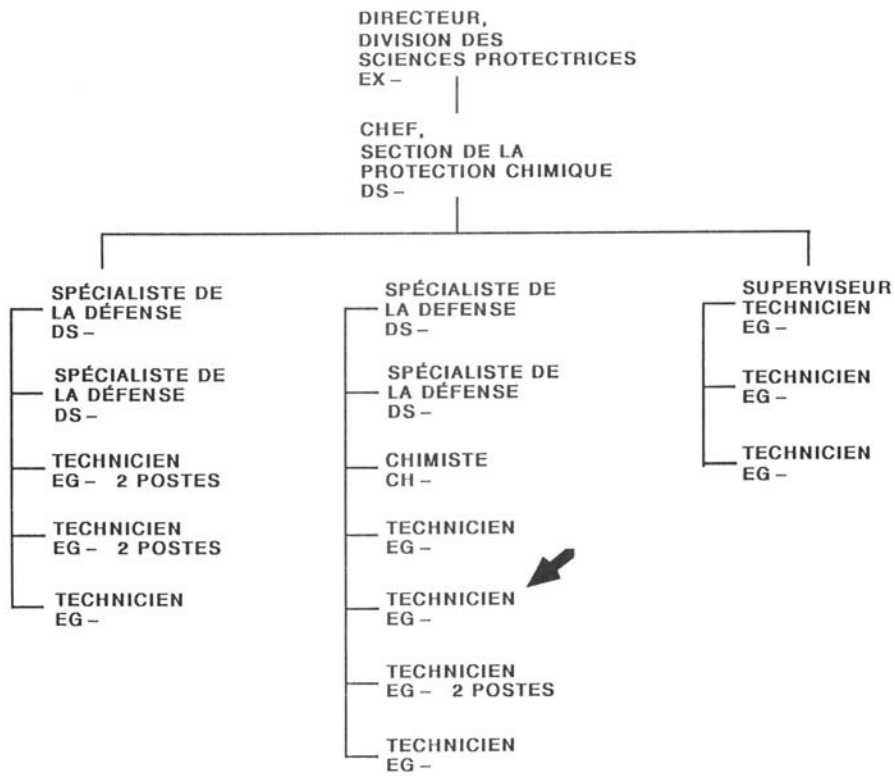 DIRECTEUR,
DIVISION DES
SCIENCES PROTECTRICES
EX –
CHEF,
SECTION DE LA
PROTECTION CHIMIQUE
DS –
SPÉCIALISTE DE
LA DÉFENSE
DS –
SPÉCIALISTE DE
LA DÉFENSE
DS –
TECHNICIEN
EG – 2 POSTES
TECHNICIEN
EG – 2 POSTES
TECHNICIEN
EG –
SPÉCIALISTE DE
LA DEFENSE
DS –
SPÉCIALISTE DE
LA DÉFENSE
DS –
CHIMISTE
CH –
TECHNICIEN
EG –
TECHNICIEN
EG –
TECHNICIEN
EG – 2 POSTES
TECHNICIEN
EG –
SUPERVISEUR
TECHNICIEN
EG –
TECHNICIEN
EG –
TECHNICIEN
EG –